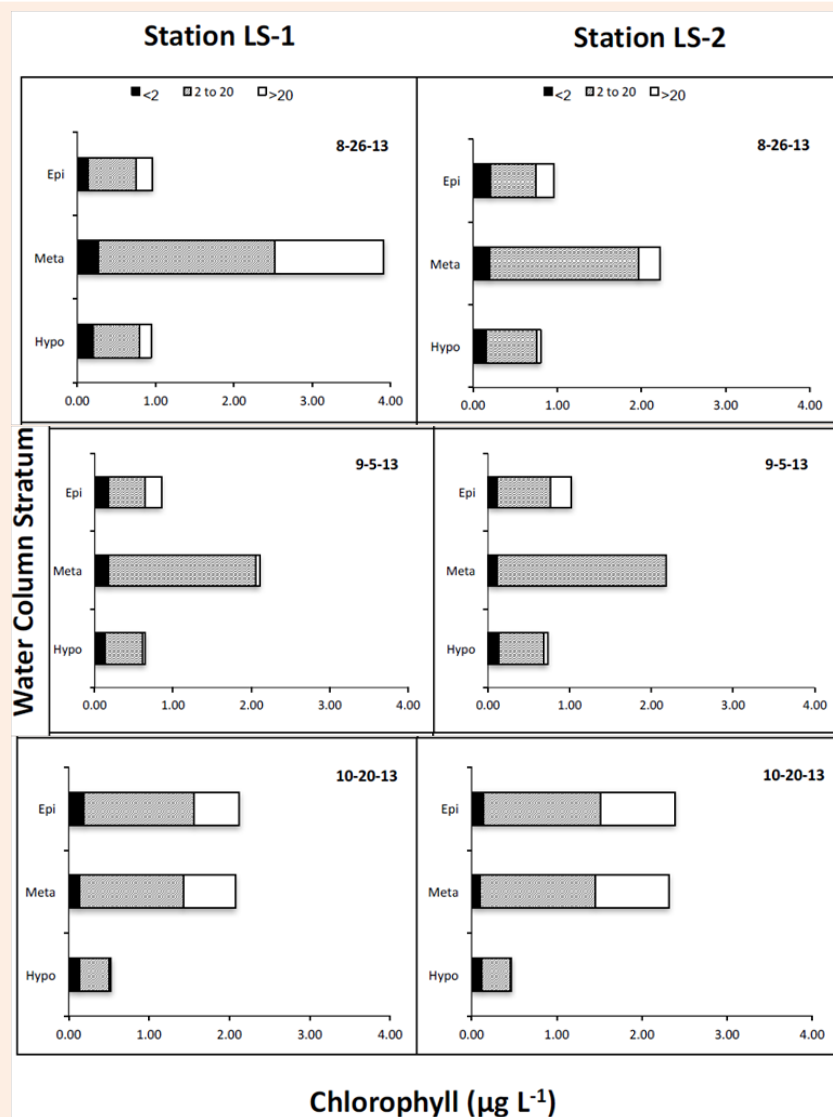 Station LS-1
Station LS-2
<2 2 to 20 >20
8-26-13
Epi
Meta
Hypo
0.00 1.00 2.00 3.00 4.00
<2 2 to 20 >20
8-26-13
Epi
Meta
Hypo
0.00 1.00 2.00 3.00 4.00
Water Column Stratum
9-5-13
Epi
Meta
Hypo
0.00 1.00 2.00 3.00 4.00
9-5-13
Epi
Meta
Hypo
0.00 1.00 2.00 3.00 4.00
10-20-13
Epi
Meta
Hypo
0.00 1.00 2.00 3.00 4.00
10-20-13
Epi
Meta
Hypo
0.00 1.00 2.00 3.00 4.00
Chlorophyll (µg L⁻¹)